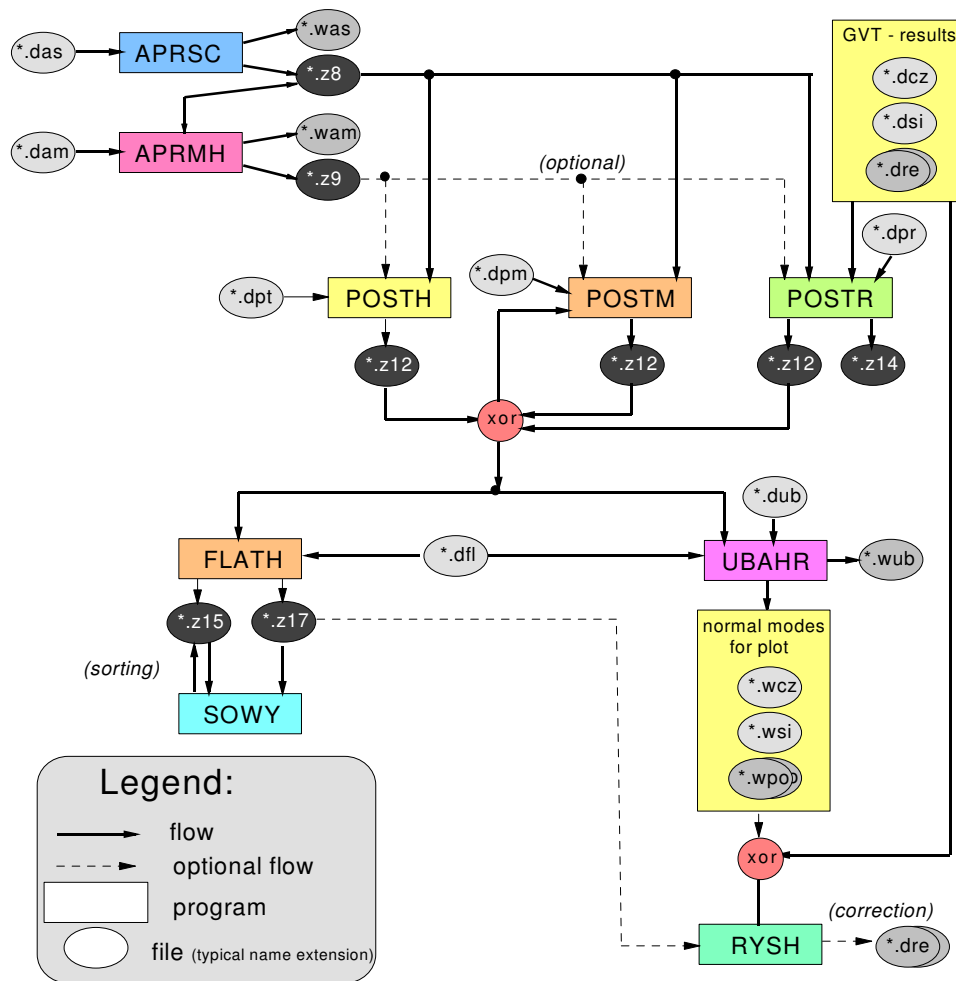 *.das
APRSC
*.was
*.z8
GVT - results
*.dcz
*.dsi
*.dre
*.dam
APRMH
*.wam
*.z9
(optional)
*.dpr
*.dpt
POSTH
*.dpm
POSTM
POSTR
*.z12
*.z12
*.z12
*.z14
xor
*.dub
FLATH
*.dfl
UBAHR
*.wub
*.z15
*.z17
normal modes
for plot
(sorting)
*.wcz
SOWY
*.wsi
*.wpo
Legend:
flow
optional flow
program
file (typical name extension)
xor
(correction)
RYSH
*.dre